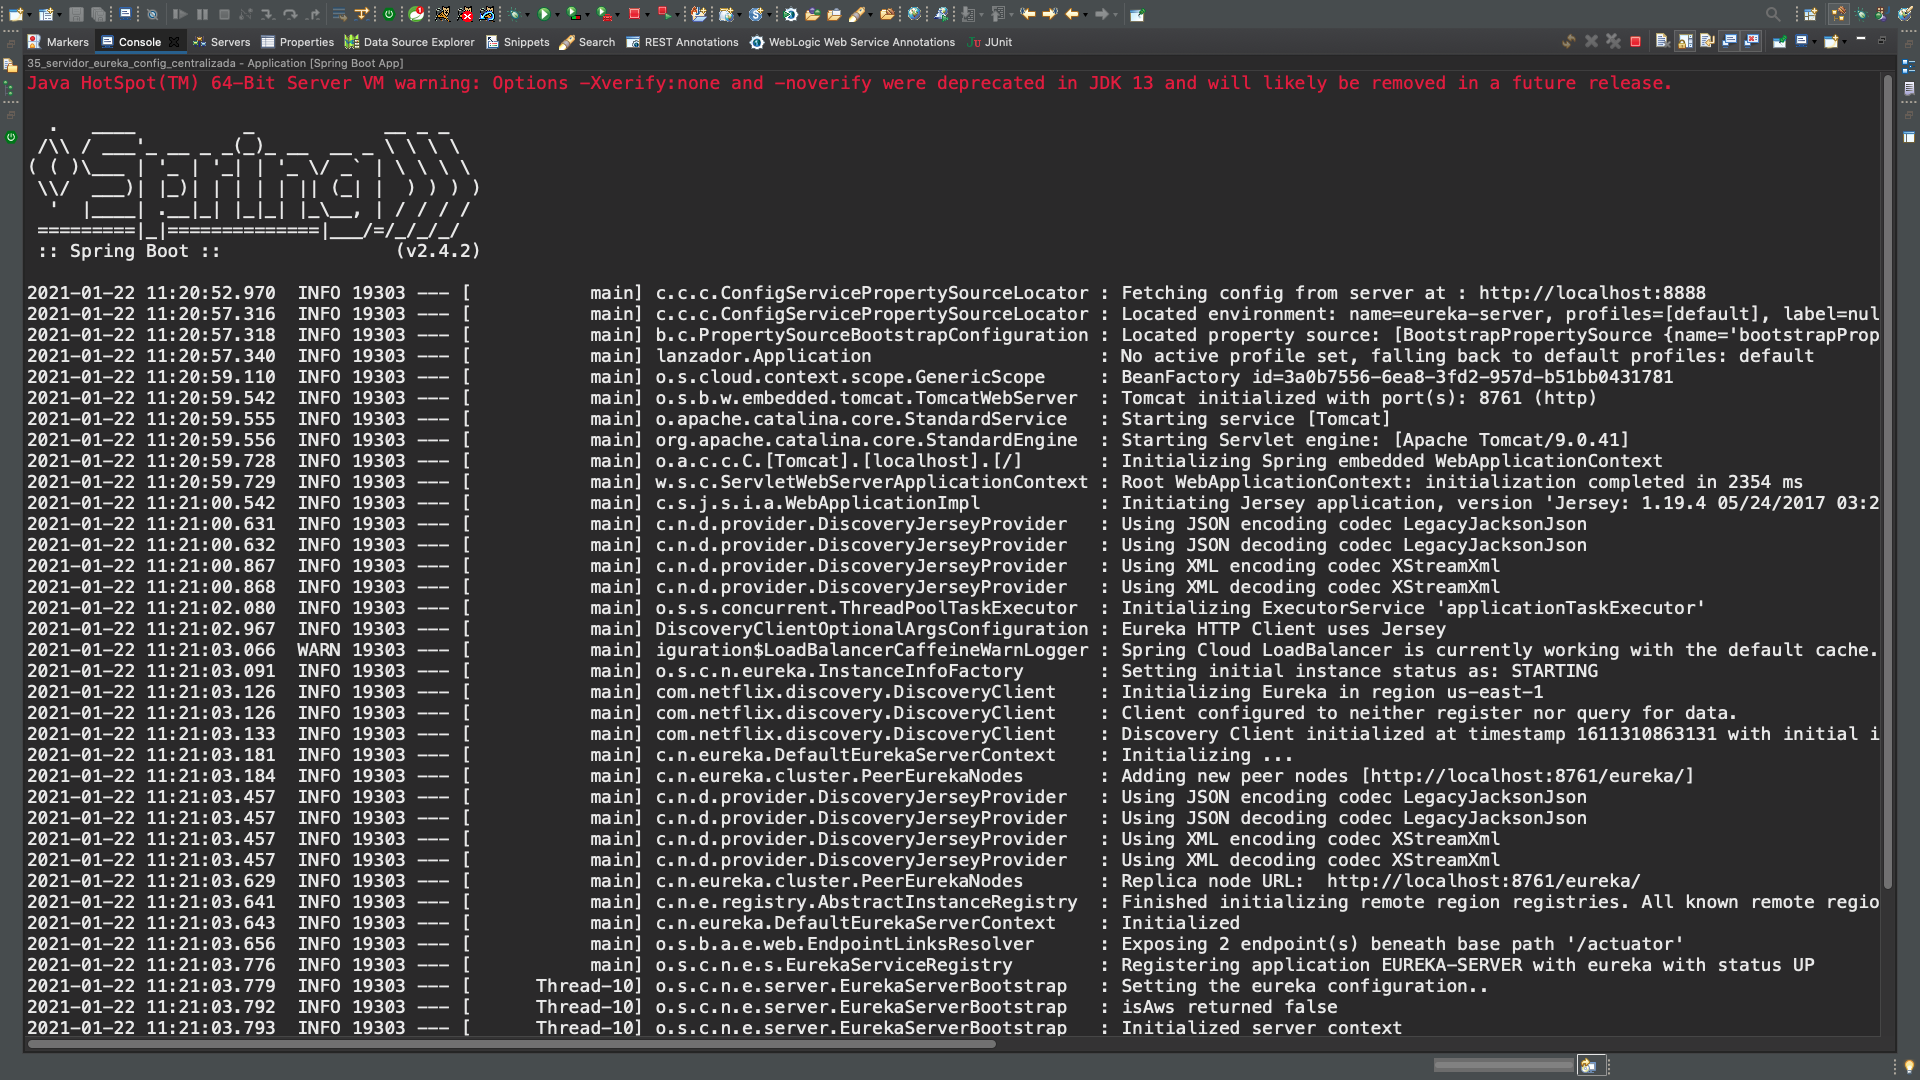 Markers Console Servers Properties Data Source Explorer Snippets Search REST Annotations WebLogic Web Service Annotations JUnit
35_servidor_eureka_config_centralizada - Application [Spring Boot App]
Java HotSpot(TM) 64-Bit Server VM warning: Options -Xverify:none and -noverify were deprecated in JDK 13 and will likely be removed in a future release.
Spring
:: Spring Boot :: (v2.4.2)
2021-01-22 11:20:52.970 INFO 19303 --- [ main] c.c.c.ConfigServicePropertySourceLocator : Fetching config from server at : http://localhost:8888
2021-01-22 11:20:57.316 INFO 19303 --- [ main] c.c.c.ConfigServicePropertySourceLocator : Located environment: name=eureka-server, profiles=[default], label=nul
2021-01-22 11:20:57.318 INFO 19303 --- [ main] b.c.PropertySourceBootstrapConfiguration : Located property source: [BootstrapPropertySource {name='bootstrapProp
2021-01-22 11:20:57.340 INFO 19303 --- [ main] lanzador.Application : No active profile set, falling back to default profiles: default
2021-01-22 11:20:59.110 INFO 19303 --- [ main] o.s.cloud.context.scope.GenericScope : BeanFactory id=3a0b7556-6ea8-3fd2-957d-b51bb0431781
2021-01-22 11:20:59.542 INFO 19303 --- [ main] o.s.b.w.embedded.tomcat.TomcatWebServer : Tomcat initialized with port(s): 8761 (http)
2021-01-22 11:20:59.555 INFO 19303 --- [ main] o.apache.catalina.core.StandardService : Starting service [Tomcat]
2021-01-22 11:20:59.556 INFO 19303 --- [ main] org.apache.catalina.core.StandardEngine : Starting Servlet engine: [Apache Tomcat/9.0.41]
2021-01-22 11:20:59.728 INFO 19303 --- [ main] o.a.c.c.C.[Tomcat].[localhost].[/] : Initializing Spring embedded WebApplicationContext
2021-01-22 11:20:59.729 INFO 19303 --- [ main] w.s.c.ServletWebServerApplicationContext : Root WebApplicationContext: initialization completed in 2354 ms
2021-01-22 11:21:00.542 INFO 19303 --- [ main] c.s.j.s.i.a.WebApplicationImpl : Initiating Jersey application, version 'Jersey: 1.19.4 05/24/2017 03:2
2021-01-22 11:21:00.631 INFO 19303 --- [ main] c.n.d.provider.DiscoveryJerseyProvider : Using JSON encoding codec LegacyJacksonJson
2021-01-22 11:21:00.632 INFO 19303 --- [ main] c.n.d.provider.DiscoveryJerseyProvider : Using JSON decoding codec LegacyJacksonJson
2021-01-22 11:21:00.867 INFO 19303 --- [ main] c.n.d.provider.DiscoveryJerseyProvider : Using XML encoding codec XStreamXml
2021-01-22 11:21:00.868 INFO 19303 --- [ main] c.n.d.provider.DiscoveryJerseyProvider : Using XML decoding codec XStreamXml
2021-01-22 11:21:02.080 INFO 19303 --- [ main] o.s.s.concurrent.ThreadPoolTaskExecutor : Initializing ExecutorService 'applicationTaskExecutor'
2021-01-22 11:21:02.967 INFO 19303 --- [ main] DiscoveryClientOptionalArgsConfiguration : Eureka HTTP Client uses Jersey
2021-01-22 11:21:03.066 WARN 19303 --- [ main] iguration$LoadBalancerCaffeineWarnLogger : Spring Cloud LoadBalancer is currently working with the default cache.
2021-01-22 11:21:03.091 INFO 19303 --- [ main] o.s.c.n.eureka.InstanceInfoFactory : Setting initial instance status as: STARTING
2021-01-22 11:21:03.126 INFO 19303 --- [ main] com.netflix.discovery.DiscoveryClient : Initializing Eureka in region us-east-1
2021-01-22 11:21:03.126 INFO 19303 --- [ main] com.netflix.discovery.DiscoveryClient : Client configured to neither register nor query for data.
2021-01-22 11:21:03.133 INFO 19303 --- [ main] com.netflix.discovery.DiscoveryClient : Discovery Client initialized at timestamp 1611310863131 with initial i
2021-01-22 11:21:03.181 INFO 19303 --- [ main] c.n.eureka.DefaultEurekaServerContext : Initializing ...
2021-01-22 11:21:03.184 INFO 19303 --- [ main] c.n.eureka.cluster.PeerEurekaNodes : Adding new peer nodes [http://localhost:8761/eureka/]
2021-01-22 11:21:03.457 INFO 19303 --- [ main] c.n.d.provider.DiscoveryJerseyProvider : Using JSON encoding codec LegacyJacksonJson
2021-01-22 11:21:03.457 INFO 19303 --- [ main] c.n.d.provider.DiscoveryJerseyProvider : Using JSON decoding codec LegacyJacksonJson
2021-01-22 11:21:03.457 INFO 19303 --- [ main] c.n.d.provider.DiscoveryJerseyProvider : Using XML encoding codec XStreamXml
2021-01-22 11:21:03.457 INFO 19303 --- [ main] c.n.d.provider.DiscoveryJerseyProvider : Using XML decoding codec XStreamXml
2021-01-22 11:21:03.629 INFO 19303 --- [ main] c.n.eureka.cluster.PeerEurekaNodes : Replica node URL: http://localhost:8761/eureka/
2021-01-22 11:21:03.641 INFO 19303 --- [ main] c.n.e.registry.AbstractInstanceRegistry : Finished initializing remote region registries. All known remote regio
2021-01-22 11:21:03.643 INFO 19303 --- [ main] c.n.eureka.DefaultEurekaServerContext : Initialized
2021-01-22 11:21:03.656 INFO 19303 --- [ main] o.s.b.a.e.web.EndpointLinksResolver : Exposing 2 endpoint(s) beneath base path '/actuator'
2021-01-22 11:21:03.776 INFO 19303 --- [ main] o.s.c.n.e.s.EurekaServiceRegistry : Registering application EUREKA-SERVER with eureka with status UP
2021-01-22 11:21:03.779 INFO 19303 --- [ Thread-10] o.s.c.n.e.server.EurekaServerBootstrap : Setting the eureka configuration..
2021-01-22 11:21:03.792 INFO 19303 --- [ Thread-10] o.s.c.n.e.server.EurekaServerBootstrap : isAws returned false
2021-01-22 11:21:03.793 INFO 19303 --- [ Thread-10] o.s.c.n.e.server.EurekaServerBootstrap : Initialized server context